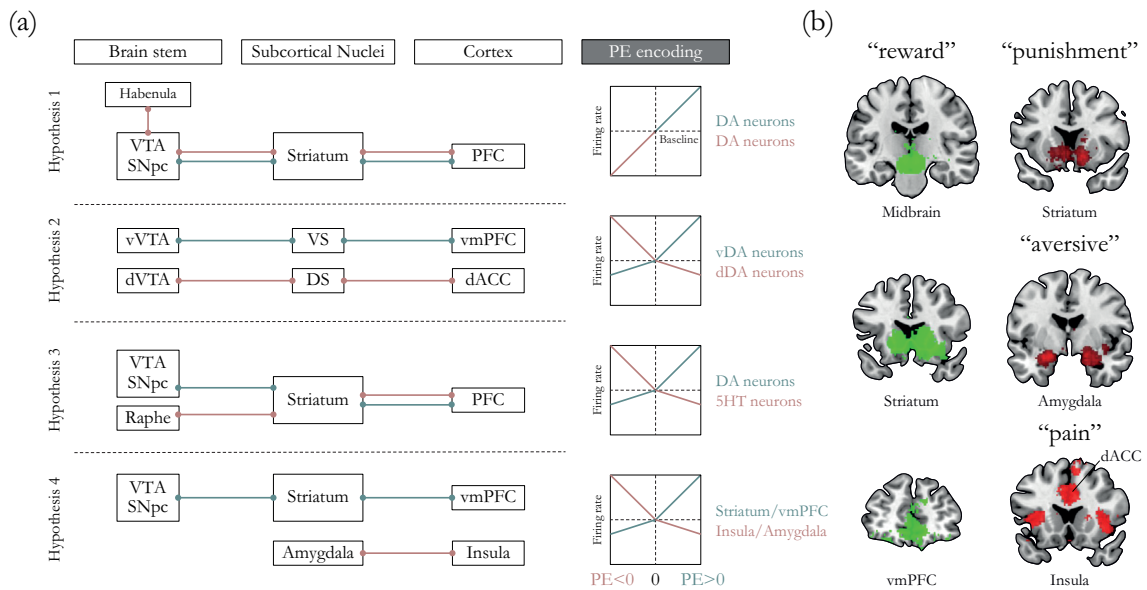 (a)
Brain stem
Subcortical Nuclei
Cortex
PE encoding
Hypothesis 1
Habenula
VTA
SNpc
Striatum
PFC
Firing rate
Baseline
DA neurons
DA neurons
Hypothesis 2
vVTA
VS
vmPFC
dVTA
DS
dACC
Firing rate
vDA neurons
dDA neurons
Hypothesis 3
VTA
SNpc
Raphe
Striatum
PFC
Firing rate
DA neurons
5HT neurons
Hypothesis 4
VTA
SNpc
Striatum
vmPFC
Amygdala
Insula
Firing rate
Striatum/vmPFC
Insula/Amygdala
PE<0
0
PE>0
(b)
“reward”
“punishment”
Midbrain
Striatum
“aversive”
Striatum
Amygdala
“pain”
dACC
vmPFC
Insula